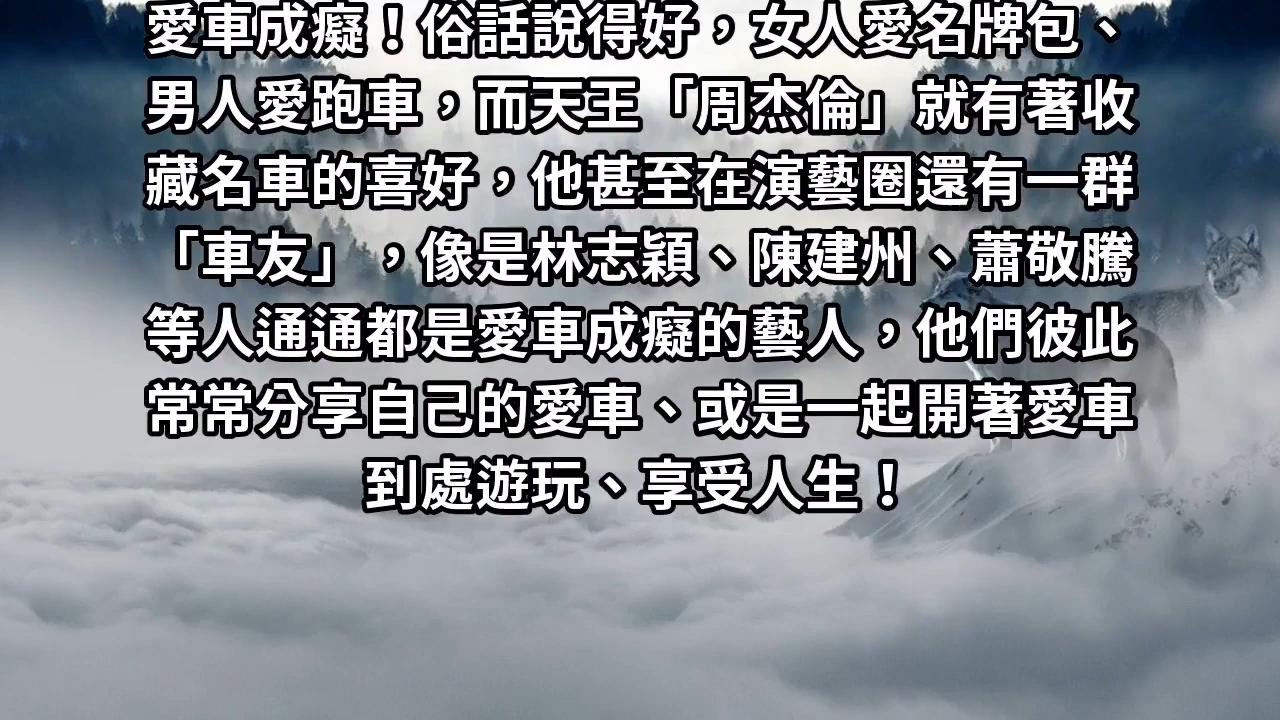 愛車成癡！俗話說得好，女人愛名牌包、
男人愛跑車，而天王「周杰倫」就有著收
藏名車的喜好，他甚至在演藝圈還有一群
「車友」，像是林志穎、陳建州、蕭敬騰
等人通通都是愛車成癡的藝人，他們彼此
常常分享自己的愛車、或是一起開著愛車
到處遊玩、享受人生！